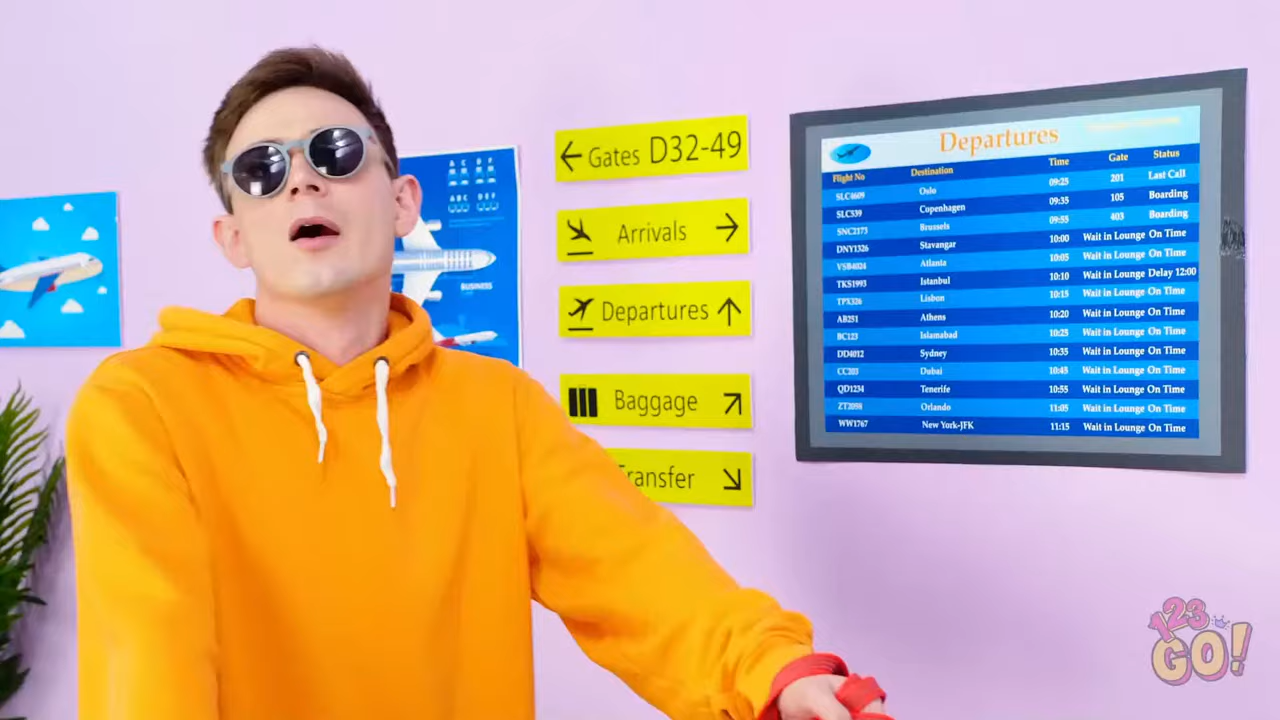 ← Gates D32-49
Arrivals →
Departures ↑
Baggage ↗
Transfer ↘
BUSINESS
Departures
Flight No Destination Time Gate Status
SLC4609 Oslo 09:25 201 Last Call
SLC539 Copenhagen 09:35 105 Boarding
SNC2173 Brussels 09:55 403 Boarding
DNY1326 Stavangar 10:00 Wait in Lounge On Time
VSB4024 Atlanta 10:05 Wait in Lounge On Time
TKS1993 Istanbul 10:10 Wait in Lounge Delay 12:00
TPX326 Lisbon 10:15 Wait in Lounge On Time
AB251 Athens 10:20 Wait in Lounge On Time
BC123 Islamabad 10:25 Wait in Lounge On Time
DD4012 Sydney 10:35 Wait in Lounge On Time
CC203 Dubai 10:45 Wait in Lounge On Time
QD1234 Tenerife 10:55 Wait in Lounge On Time
ZT2098 Orlando 11:05 Wait in Lounge On Time
WW1767 New York-JFK 11:15 Wait in Lounge On Time
123
GO!